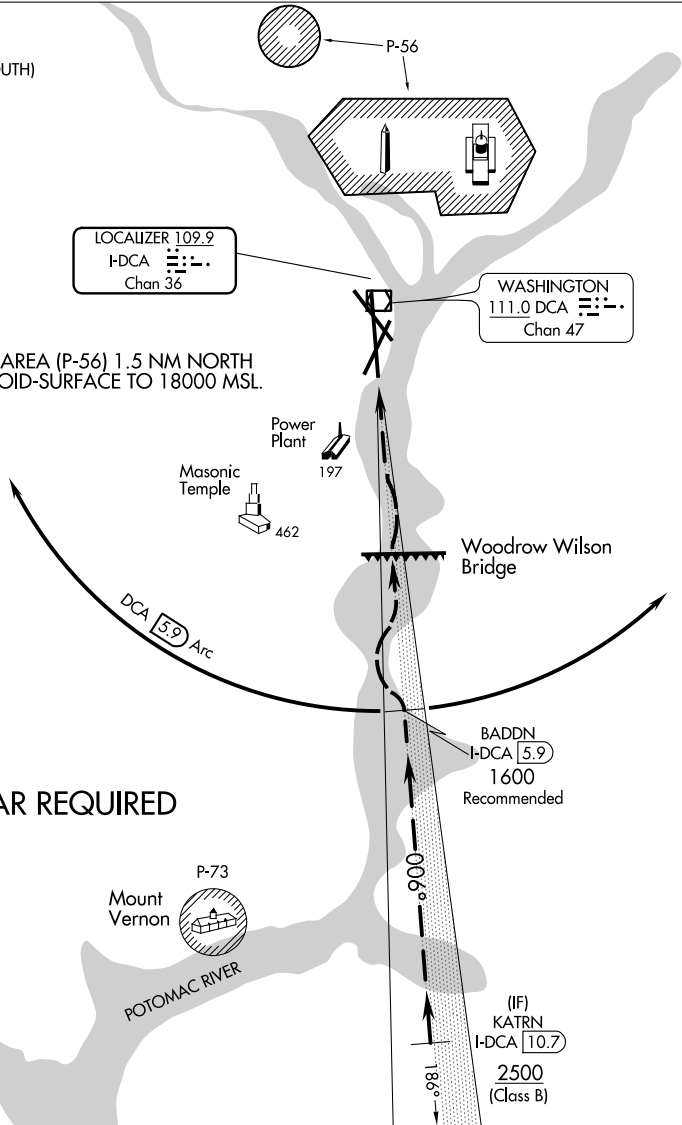 P-56
OUTH)
LOCALIZER 109.9
I-DCA
Chan 36
WASHINGTON
111.0 DCA
Chan 47
AREA (P-56) 1.5 NM NORTH
OID-SURFACE TO 18000 MSL.
Power
Plant
197
Masonic
Temple
462
Woodrow Wilson
Bridge
DCA 5.9 Arc
BADDN
I-DCA 5.9
1600
Recommended
AR REQUIRED
006°
P-73
Mount
Vernon
POTOMAC RIVER
(IF)
KATRN
I-DCA 10.7
2500
(Class B)
186°